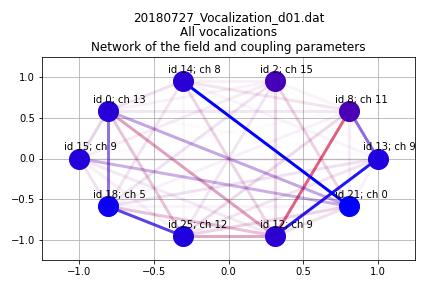 20180727_Vocalization_d01.dat
All vocalizations
Network of the field and coupling parameters
id 14; ch 8
id 2; ch 15
id 0; ch 13
id 8; ch 11
id 15; ch 9
id 13; ch 9
id 18; ch 5
id 21; ch 0
id 25; ch 12
id 12; ch 9
1.0
0.5
0.0
−0.5
−1.0
−1.0
−0.5
0.0
0.5
1.0